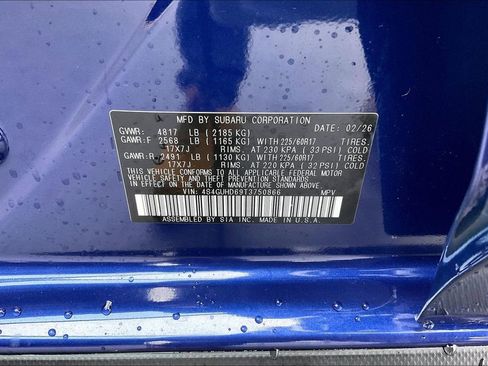 MFD BY SUBARU CORPORATION DATE: 02/26
GVWR: 4817 LB (2185 KG)
GAWR:F 2568 LB (1165 KG) WITH 225/60R17 TIRES.
17X7J RIMS. AT 230 KPA (33 PSI) COLD
GAWR:R 2491 LB (1130 KG) WITH 225/60R17 TIRES.
17X7J RIMS. AT 220 KPA (32 PSI) COLD
THIS VEHICLE CONFORMS TO ALL APPLICABLE FEDERAL MOTOR
VEHICLE SAFETY AND THEFT PREVENTION STANDARDS
IN EFFECT ON THE DATE OF MANUFACTURE SHOWN ABOVE.
VIN: 4S4GUHD69T3750866 MPV
ASSEMBLED BY SIA INC. MADE IN U.S.A.